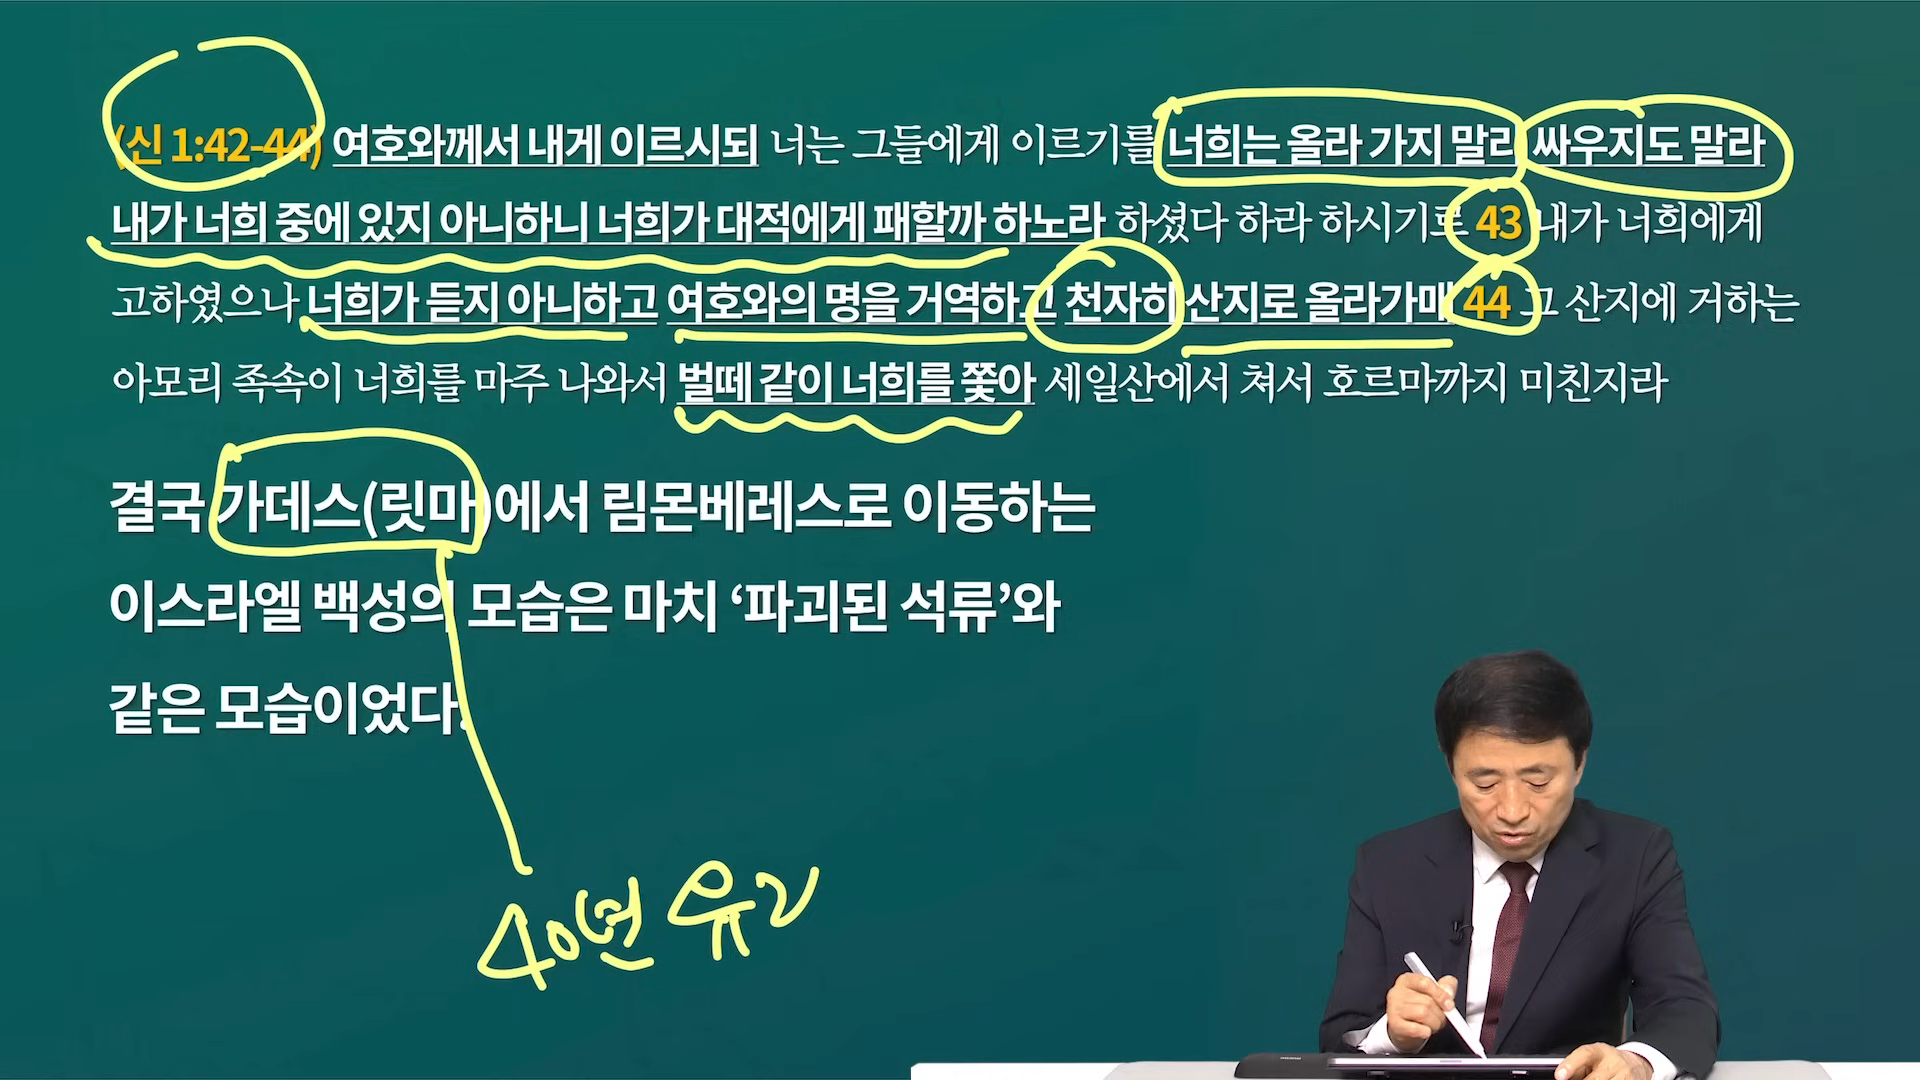 (신 1:42-44) 여호와께서 내게 이르시되 너는 그들에게 이르기를 너희는 올라 가지 말라 싸우지도 말라
내가 너희 중에 있지 아니하니 너희가 대적에게 패할까 하노라 하셨다 하라 하시기로 43 내가 너희에게
고하였으나 너희가 듣지 아니하고 여호와의 명을 거역하고 천자히 산지로 올라가매 44 그 산지에 거하는
아모리 족속이 너희를 마주 나와서 벌떼 같이 너희를 쫓아 세일산에서 쳐서 호르마까지 미친지라
결국 가데스(릿마)에서 림몬베레스로 이동하는
이스라엘 백성의 모습은 마치 ‘파괴된 석류’와
같은 모습이었다.
40년 유리